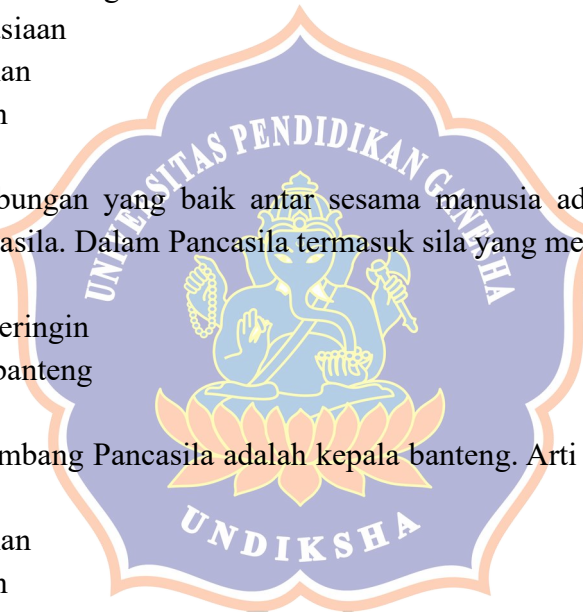 siaan
an
n
UNIVERSITAS PENDIDIKAN GANESHA
bungan yang baik antar sesama manusia ad
asila. Dalam Pancasila termasuk sila yang me
eringin
banteng
mbang Pancasila adalah kepala banteng. Arti
an
n
UNDIKSHA